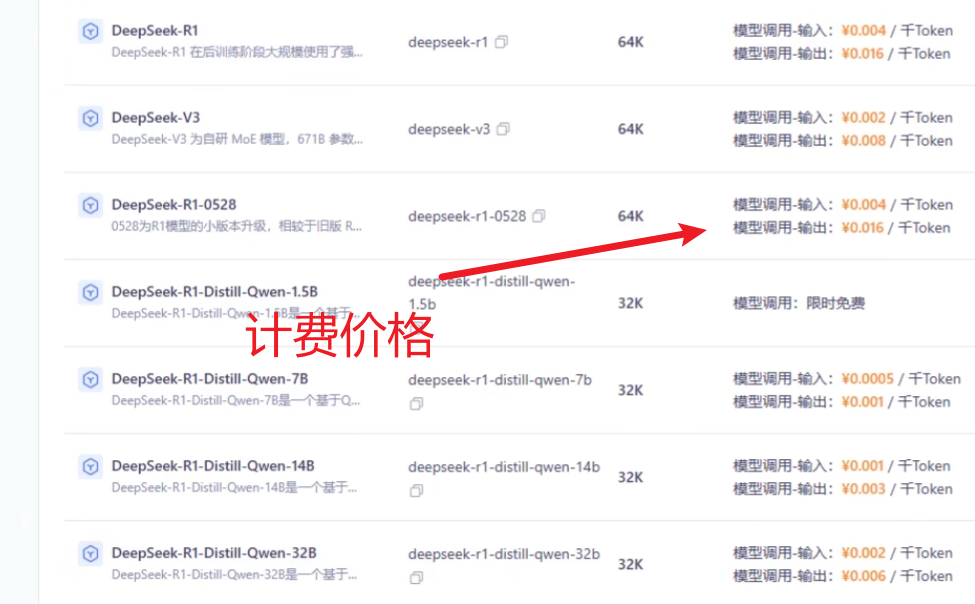 DeepSeek-R1
DeepSeek-R1 在后训练阶段大规模使用了强...
deepseek-r1
64K
模型调用-输入：¥0.004 / 千Token
模型调用-输出：¥0.016 / 千Token
DeepSeek-V3
DeepSeek-V3 为自研 MoE 模型，671B 参数...
deepseek-v3
64K
模型调用-输入：¥0.002 / 千Token
模型调用-输出：¥0.008 / 千Token
DeepSeek-R1-0528
0528为R1模型的小版本升级，相较于旧版 R...
deepseek-r1-0528
64K
模型调用-输入：¥0.004 / 千Token
模型调用-输出：¥0.016 / 千Token
DeepSeek-R1-Distill-Qwen-1.5B
DeepSeek-R1-Distill-Qwen-1.5B是一个基于...
deepseek-r1-distill-qwen-
1.5b
32K
模型调用：限时免费
计费价格
DeepSeek-R1-Distill-Qwen-7B
DeepSeek-R1-Distill-Qwen-7B是一个基于Q...
deepseek-r1-distill-qwen-7b
32K
模型调用-输入：¥0.0005 / 千Token
模型调用-输出：¥0.001 / 千Token
DeepSeek-R1-Distill-Qwen-14B
DeepSeek-R1-Distill-Qwen-14B是一个基于...
deepseek-r1-distill-qwen-14b
32K
模型调用-输入：¥0.001 / 千Token
模型调用-输出：¥0.003 / 千Token
DeepSeek-R1-Distill-Qwen-32B
DeepSeek-R1-Distill-Qwen-32B是一个基于...
deepseek-r1-distill-qwen-32b
32K
模型调用-输入：¥0.002 / 千Token
模型调用-输出：¥0.006 / 千Token